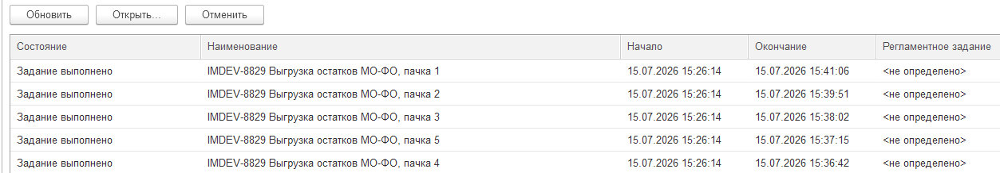 Обновить Открыть... Отменить
Состояние Наименование Начало Окончание Регламентное задание
Задание выполнено IMDEV-8829 Выгрузка остатков МО-ФО, пачка 1 15.07.2026 15:26:14 15.07.2026 15:41:06 <не определено>
Задание выполнено IMDEV-8829 Выгрузка остатков МО-ФО, пачка 2 15.07.2026 15:26:14 15.07.2026 15:39:51 <не определено>
Задание выполнено IMDEV-8829 Выгрузка остатков МО-ФО, пачка 3 15.07.2026 15:26:14 15.07.2026 15:38:02 <не определено>
Задание выполнено IMDEV-8829 Выгрузка остатков МО-ФО, пачка 5 15.07.2026 15:26:14 15.07.2026 15:37:15 <не определено>
Задание выполнено IMDEV-8829 Выгрузка остатков МО-ФО, пачка 4 15.07.2026 15:26:14 15.07.2026 15:36:42 <не определено>